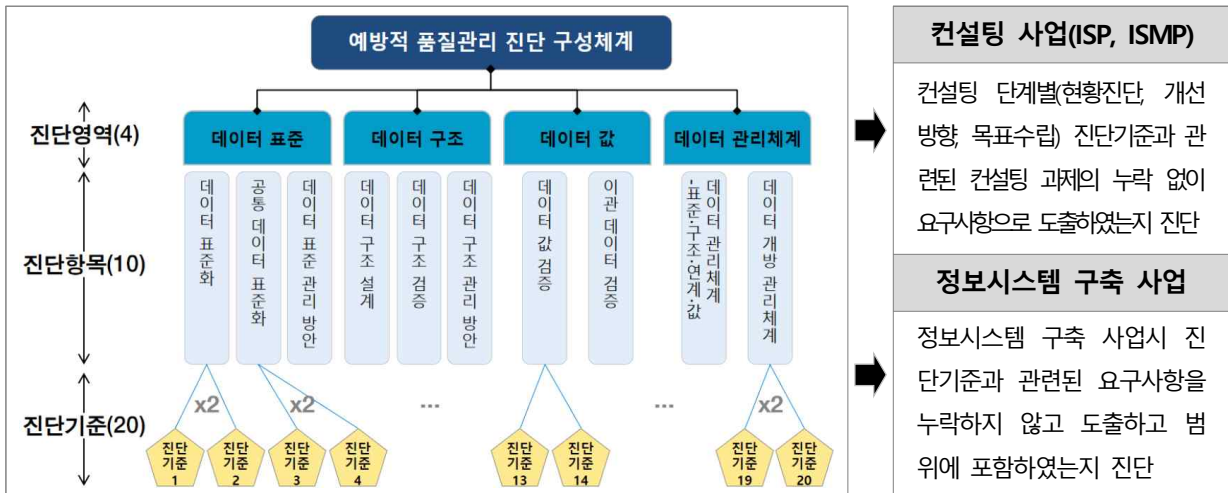 예방적 품질관리 진단 구성체계
진단영역(4)
데이터 표준
데이터 구조
데이터 값
데이터 관리체계
진단항목(10)
데이터 표준화
공통 데이터 표준화
데이터 표준 관리 방안
데이터 구조 설계
데이터 구조 검증
데이터 구조 관리 방안
데이터 값 검증
이관 데이터 검증
데이터 관리체계
-표준·구조·연계·값
데이터 개방 관리체계
진단기준(20)
x2
x2
...
...
x2
진단
기준
1
진단
기준
2
진단
기준
3
진단
기준
4
진단
기준
13
진단
기준
14
진단
기준
19
진단
기준
20
컨설팅 사업(ISP, ISMP)
컨설팅 단계별(현황진단, 개선
방향, 목표수립) 진단기준과 관
련된 컨설팅 과제의 누락 없이
요구사항으로 도출하였는지 진단
정보시스템 구축 사업
정보시스템 구축 사업시 진
단기준과 관련된 요구사항을
누락하지 않고 도출하고 범
위에 포함하였는지 진단